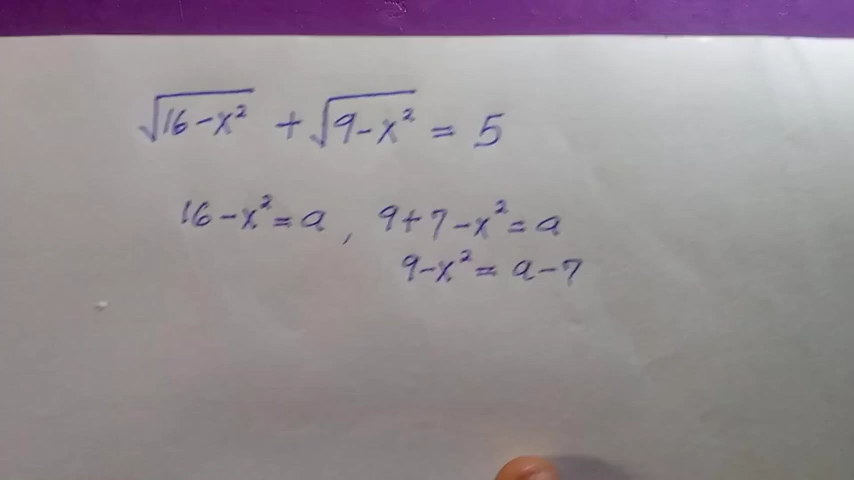 √16-x² + √9-x² = 5
16-x² = a , 9+7-x² = a
9-x² = a-7